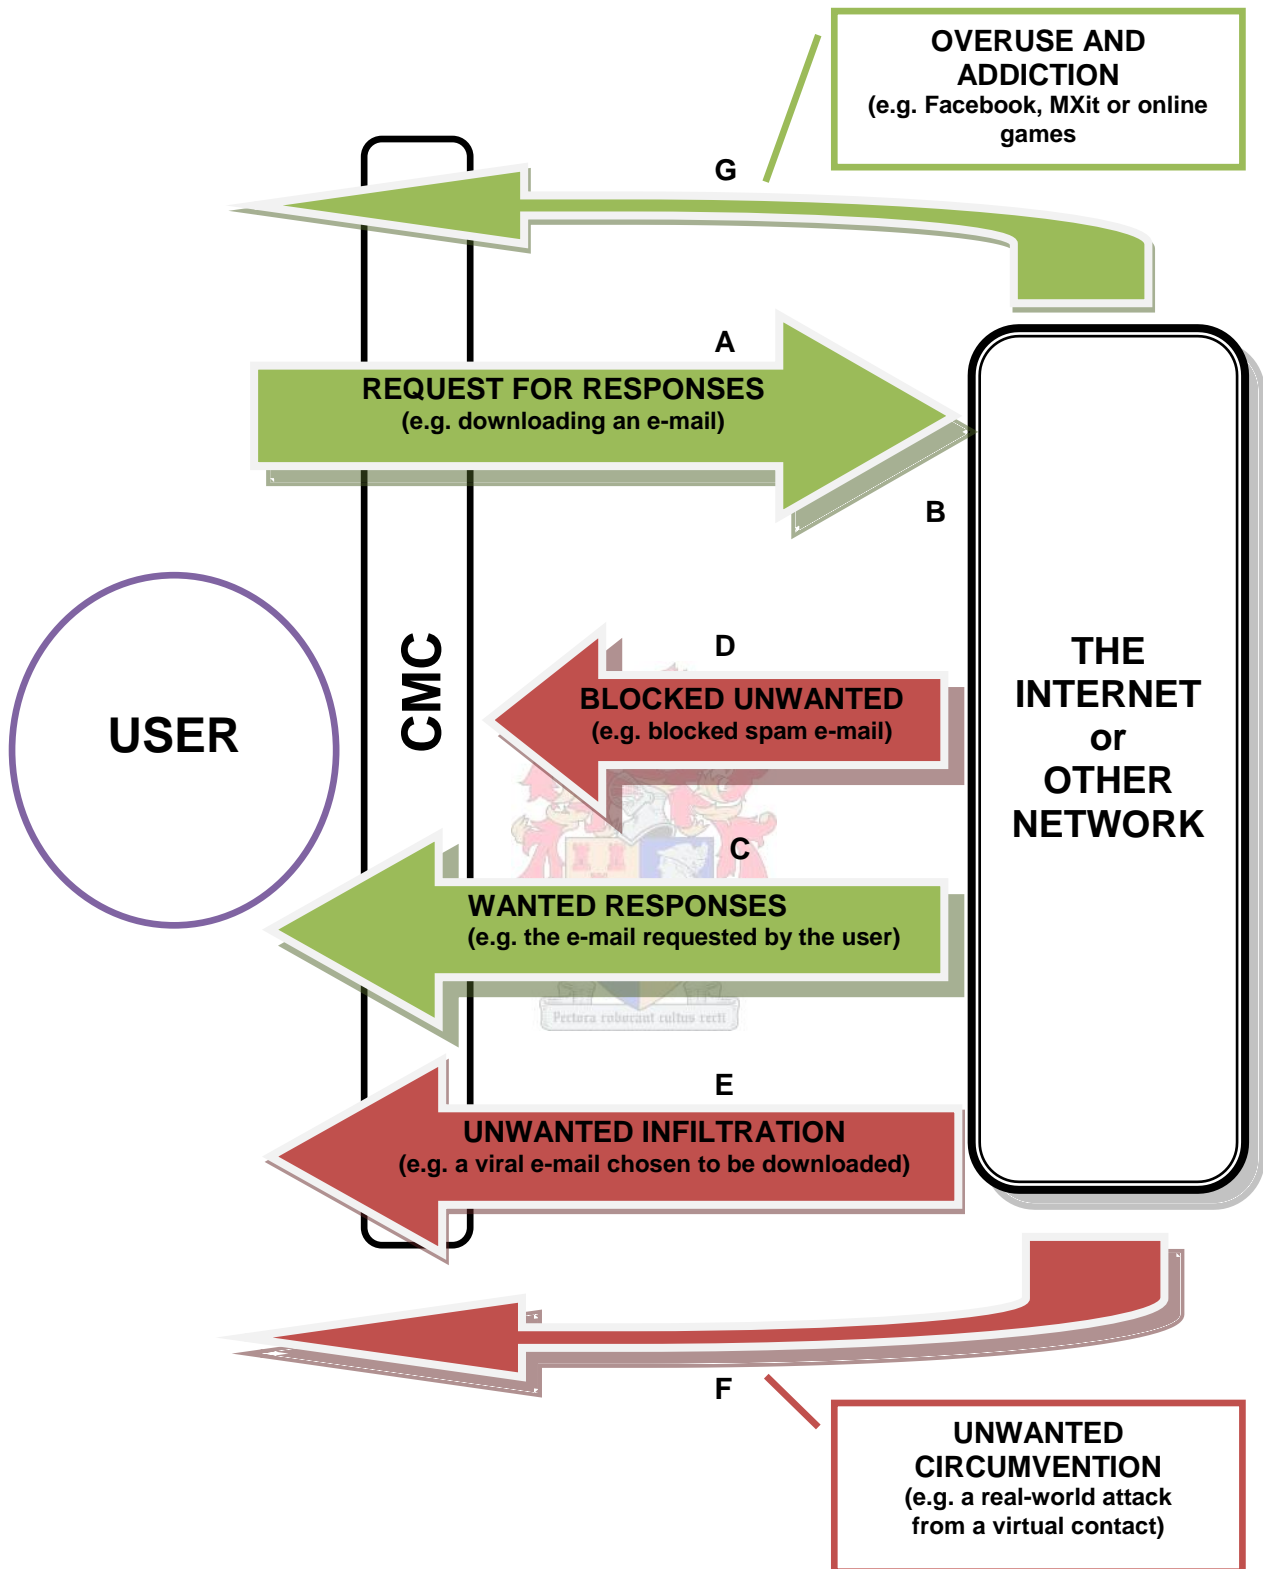 OVERUSE AND
ADDICTION
(e.g. Facebook, MXit or online
games
G
A
REQUEST FOR RESPONSES
(e.g. downloading an e-mail)
B
D
BLOCKED UNWANTED
(e.g. blocked spam e-mail)
USER
CMC
THE
INTERNET
or
OTHER
NETWORK
C
WANTED RESPONSES
(e.g. the e-mail requested by the user)
Pectora roborant cultus recti
E
UNWANTED INFILTRATION
(e.g. a viral e-mail chosen to be downloaded)
F
UNWANTED
CIRCUMVENTION
(e.g. a real-world attack
from a virtual contact)